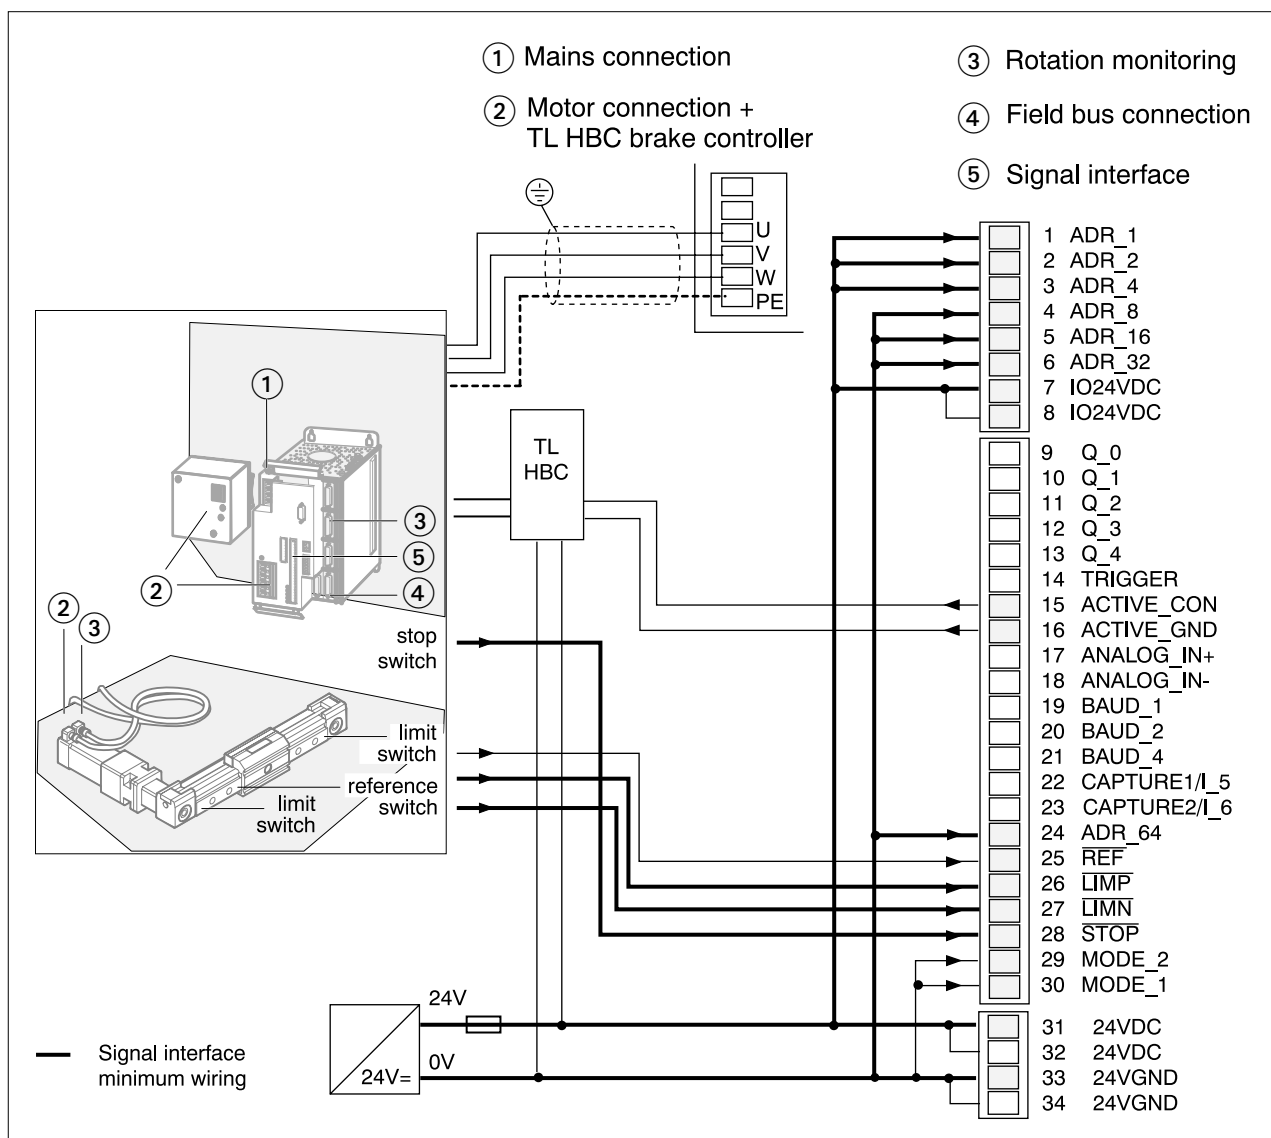 1 Mains connection
2 Motor connection +
TL HBC brake controller
3 Rotation monitoring
4 Field bus connection
5 Signal interface
U
V
W
PE
1 ADR_1
2 ADR_2
3 ADR_4
4 ADR_8
5 ADR_16
6 ADR_32
7 IO24VDC
8 IO24VDC
9 Q_0
10 Q_1
11 Q_2
12 Q_3
13 Q_4
14 TRIGGER
15 ACTIVE_CON
16 ACTIVE_GND
17 ANALOG_IN+
18 ANALOG_IN-
19 BAUD_1
20 BAUD_2
21 BAUD_4
22 CAPTURE1/I_5
23 CAPTURE2/I_6
24 ADR_64
25 REF
26 LIMP
27 LIMN
28 STOP
29 MODE_2
30 MODE_1
31 24VDC
32 24VDC
33 24VGND
34 24VGND
TL
HBC
1
3
5
4
2
2
3
stop
switch
limit
switch
reference
switch
limit
switch
24V
0V
24V=
Signal interface
minimum wiring